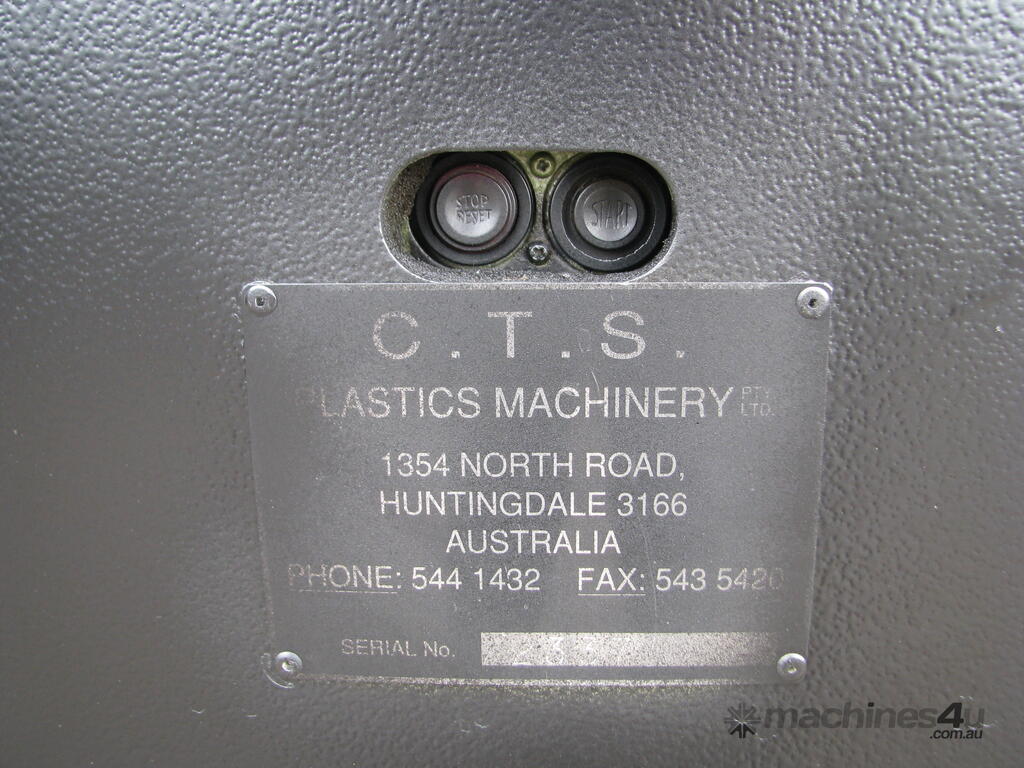 STOP
RESET
START
C.T.S.
PLASTICS MACHINERY PTY
LTD.
1354 NORTH ROAD,
HUNTINGDALE 3166
AUSTRALIA
PHONE: 544 1432 FAX: 543 5420
SERIAL No.
machines4u
.com.au